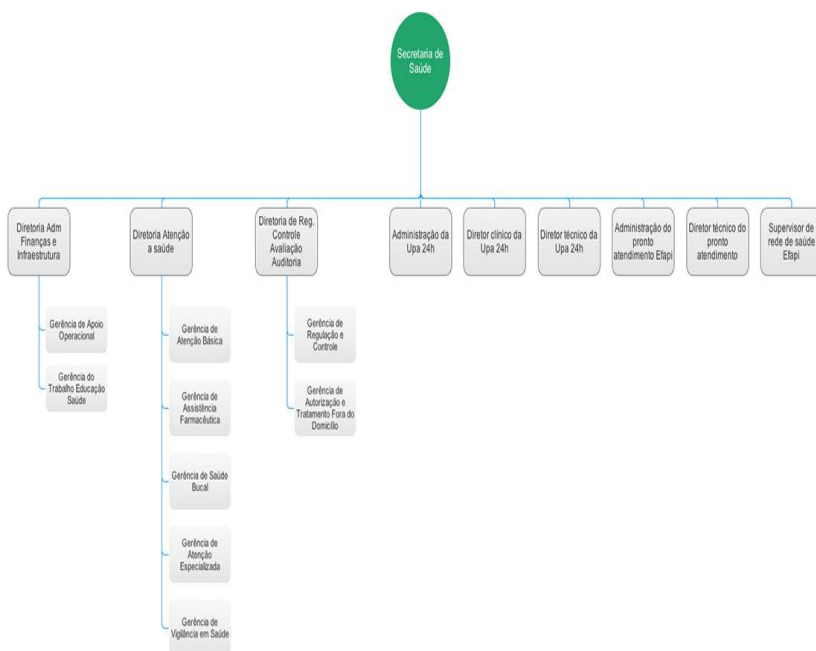 Secretaria de
Saúde
Diretoria Adm
Finanças e
Infraestrutura
Diretoria Atenção
a saúde
Diretoria de Reg.
Controle
Avaliação
Auditoria
Administração da
Upa 24h
Diretor clínico da
Upa 24h
Diretor técnico da
Upa 24h
Administração do
pronto
atendimento Efapi
Diretor técnico do
pronto
atendimento
Supervisor de
rede de saúde
Efapi
Gerência de Apoio
Operacional
Gerência do
Trabalho Educação
Saúde
Gerência de
Atenção Básica
Gerência de
Assistência
Farmacêutica
Gerência de Saúde
Bucal
Gerência de
Atenção
Especializada
Gerência de
Vigilância em Saúde
Gerência de
Regulação e
Controle
Gerência de
Autorização e
Tratamento Fora do
Domicílio